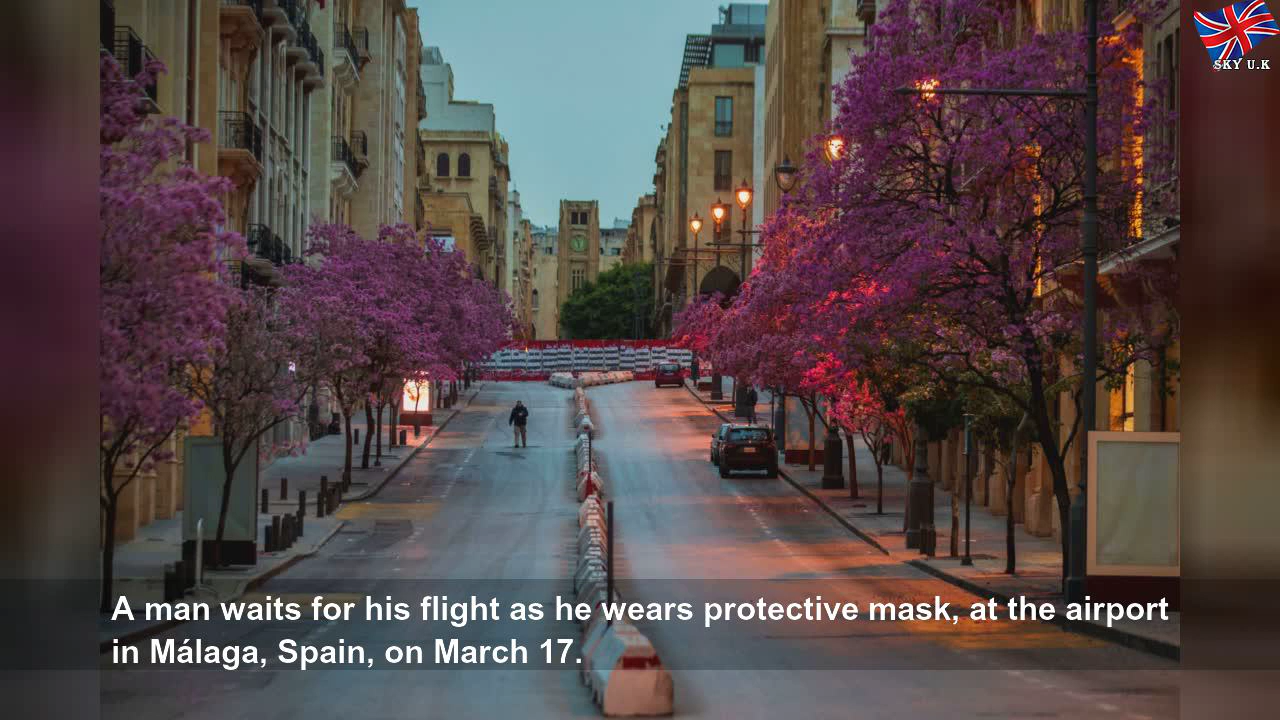 SKY U.K
A man waits for his flight as he wears protective mask, at the airport
in Málaga, Spain, on March 17.